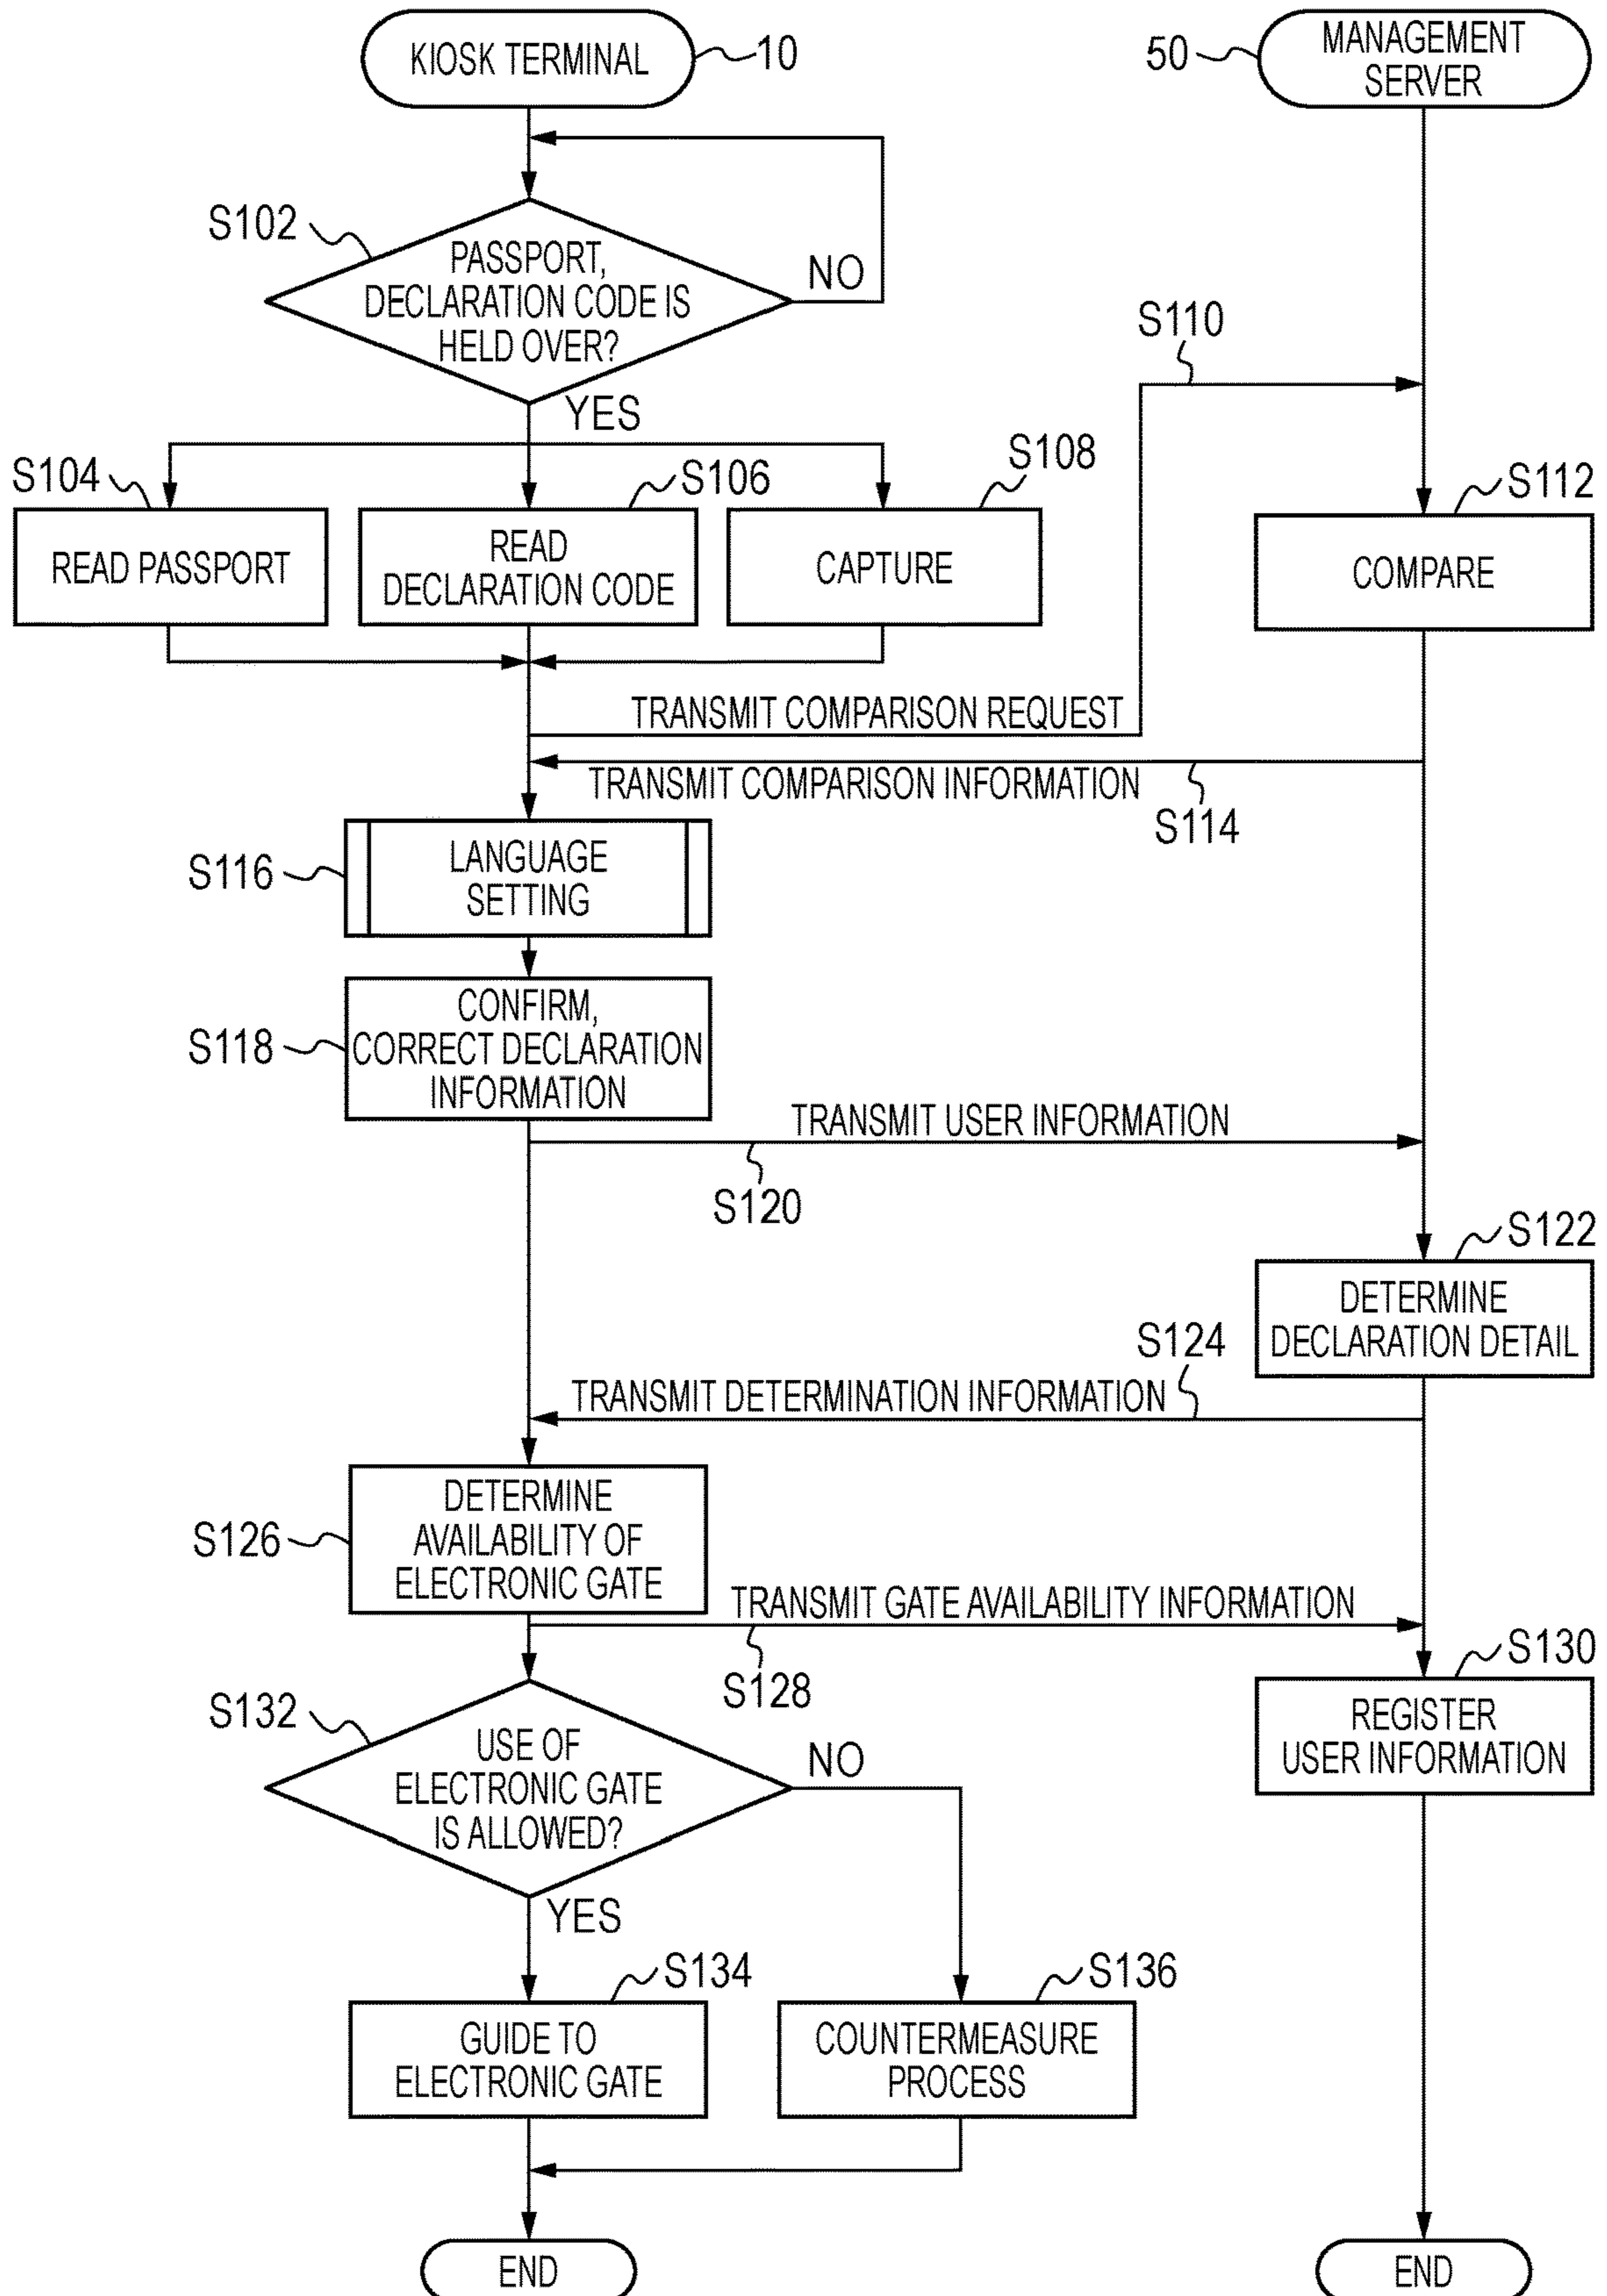 KIOSK TERMINAL
10
50
MANAGEMENT
SERVER
S102
PASSPORT,
DECLARATION CODE IS
HELD OVER?
NO
YES
S110
S104
S106
S108
S112
READ PASSPORT
READ
DECLARATION CODE
CAPTURE
COMPARE
TRANSMIT COMPARISON REQUEST
TRANSMIT COMPARISON INFORMATION
S114
S116
LANGUAGE
SETTING
S118
CONFIRM,
CORRECT DECLARATION
INFORMATION
TRANSMIT USER INFORMATION
S120
S122
DETERMINE
DECLARATION DETAIL
S124
TRANSMIT DETERMINATION INFORMATION
S126
DETERMINE
AVAILABILITY OF
ELECTRONIC GATE
TRANSMIT GATE AVAILABILITY INFORMATION
S128
S130
REGISTER
USER INFORMATION
S132
USE OF
ELECTRONIC GATE
IS ALLOWED?
NO
YES
S134
S136
GUIDE TO
ELECTRONIC GATE
COUNTERMEASURE
PROCESS
END
END